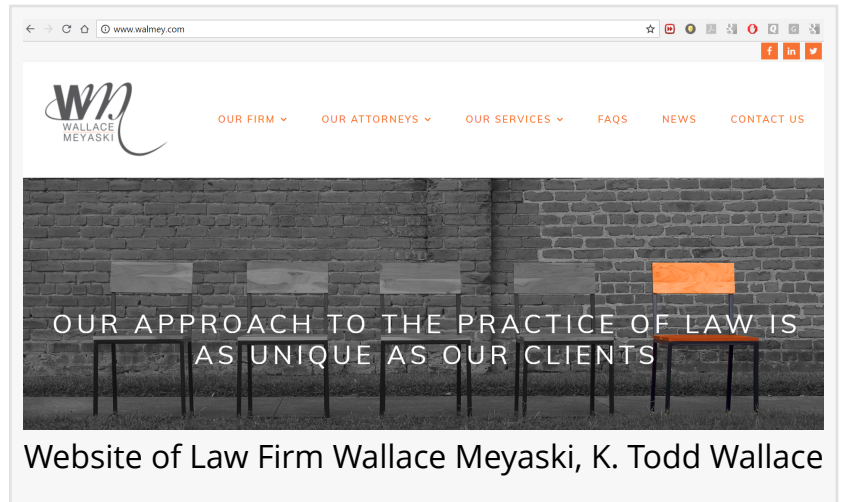 www.walmey.com
f in
WM
WALLACE
MEYASKI
OUR FIRM OUR ATTORNEYS OUR SERVICES FAQS NEWS CONTACT US
OUR APPROACH TO THE PRACTICE OF LAW IS
AS UNIQUE AS OUR CLIENTS
Website of Law Firm Wallace Meyaski, K. Todd Wallace